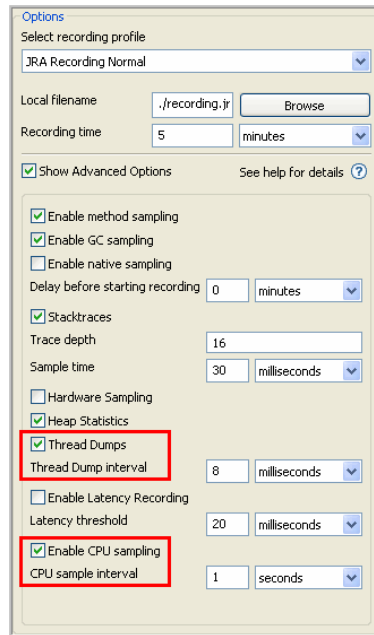 Options
Select recording profile
JRA Recording Normal
Local filename ./recording.jr Browse
Recording time 5 minutes
Show Advanced Options See help for details ?
Enable method sampling
Enable GC sampling
Enable native sampling
Delay before starting recording 0 minutes
Stacktraces
Trace depth 16
Sample time 30 milliseconds
Hardware Sampling
Heap Statistics
Thread Dumps
Thread Dump interval 8 milliseconds
Enable Latency Recording
Latency threshold 20 milliseconds
Enable CPU sampling
CPU sample interval 1 seconds